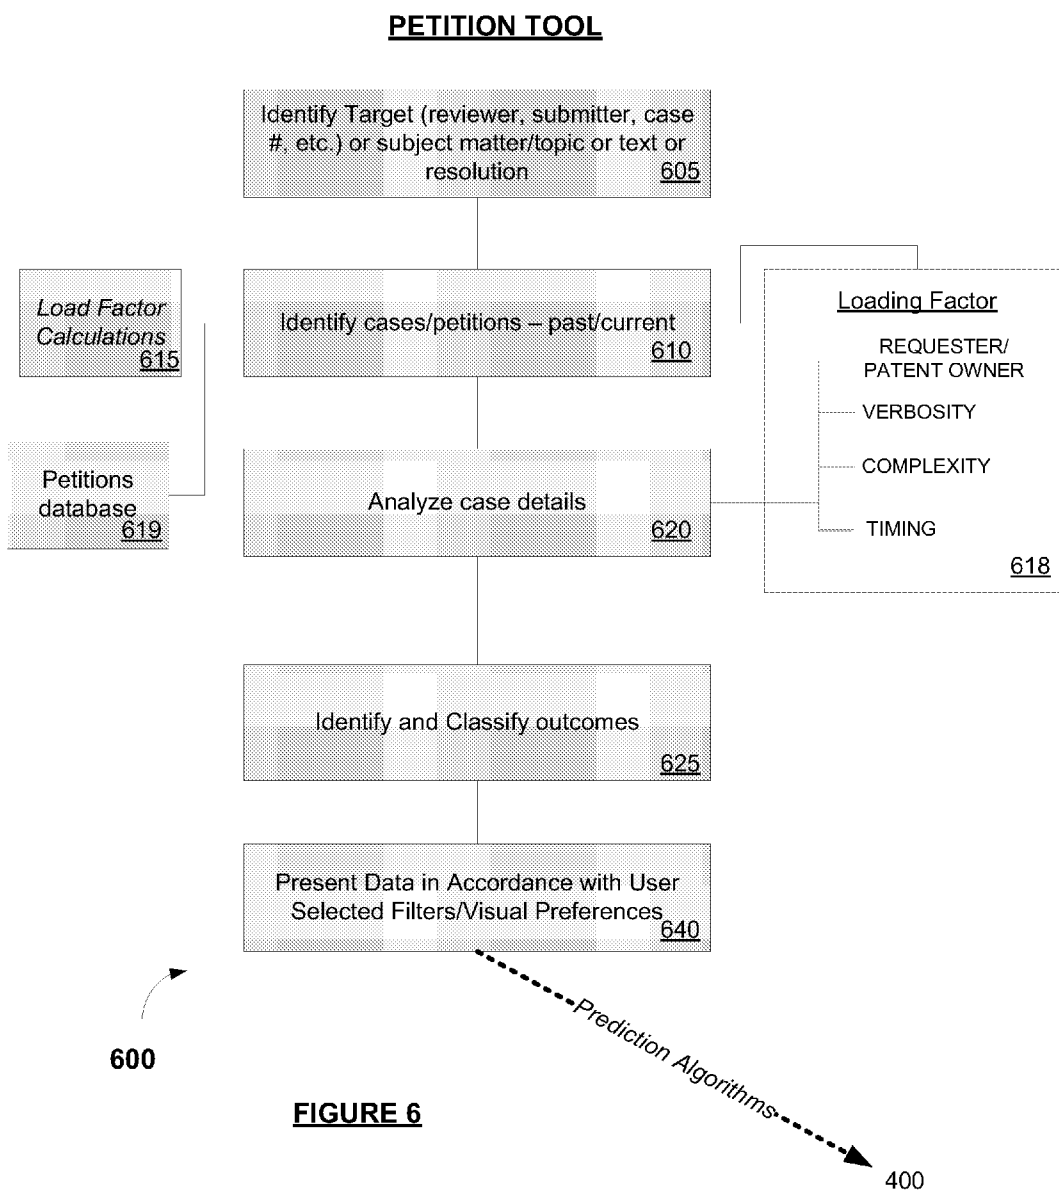 PETITION TOOL
Identify Target (reviewer, submitter, case
#, etc.) or subject matter/topic or text or
resolution
605
Load Factor
Calculations
615
Identify cases/petitions – past/current
610
Loading Factor
REQUESTER/
PATENT OWNER
VERBOSITY
COMPLEXITY
TIMING
618
Petitions
database
619
Analyze case details
620
Identify and Classify outcomes
625
Present Data in Accordance with User
Selected Filters/Visual Preferences
640
Prediction Algorithms
600
FIGURE 6
400